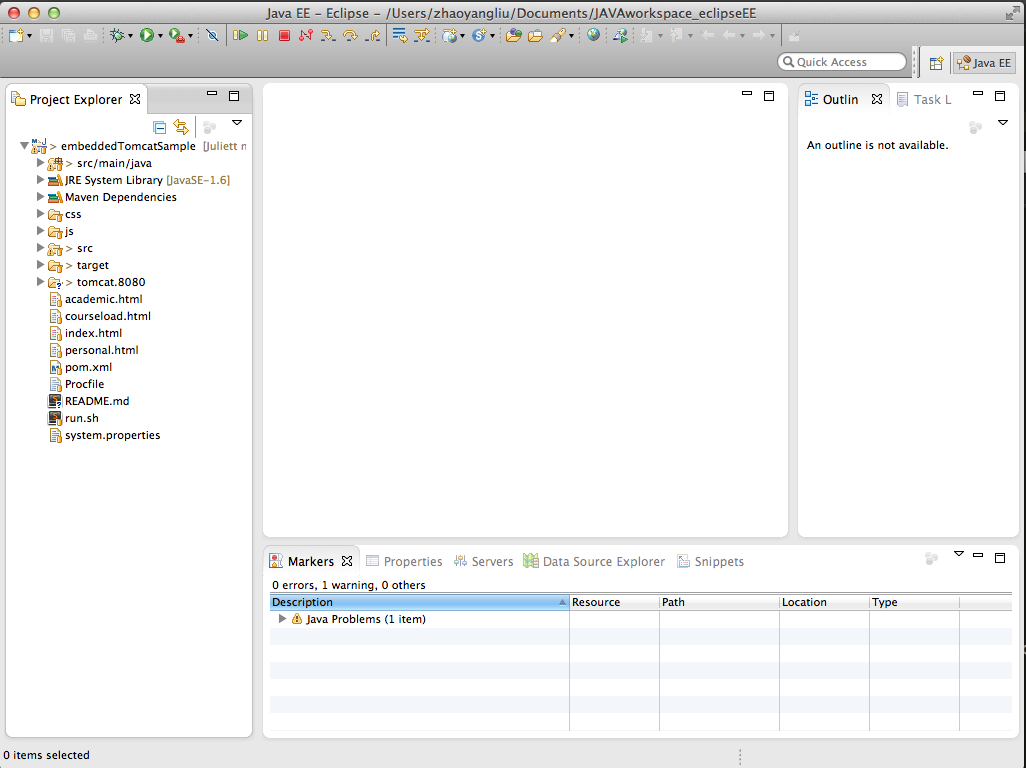 Java EE - Eclipse - /Users/zhaoyangliu/Documents/JAVAworkspace_eclipseEE
Quick Access
Java EE
Project Explorer
> embeddedTomcatSample [Juliett n
> src/main/java
JRE System Library [JavaSE-1.6]
Maven Dependencies
css
js
> src
> target
> tomcat.8080
academic.html
courseload.html
index.html
personal.html
pom.xml
Procfile
README.md
run.sh
system.properties
Outlin Task L
An outline is not available.
Markers Properties Servers Data Source Explorer Snippets
0 errors, 1 warning, 0 others
Description Resource Path Location Type
Java Problems (1 item)
0 items selected